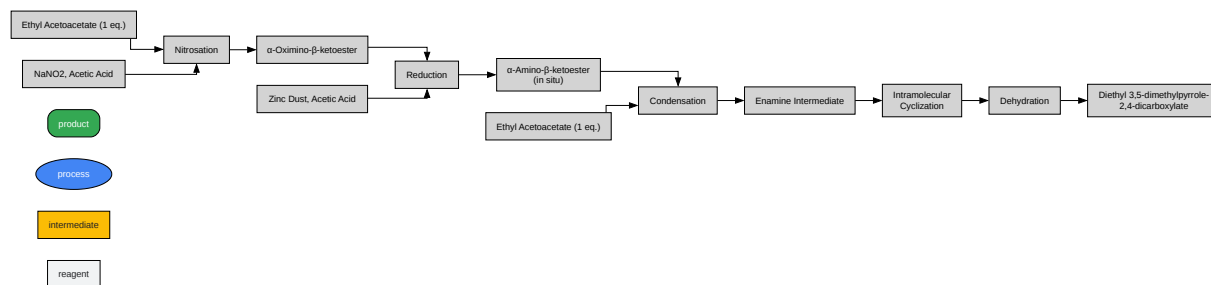 Ethyl Acetoacetate (1 eq.)
NaNO2, Acetic Acid
Nitrosation
α-Oximino-β-ketoester
Zinc Dust, Acetic Acid
Reduction
α-Amino-β-ketoester
(in situ)
Ethyl Acetoacetate (1 eq.)
Condensation
Enamine Intermediate
Intramolecular
Cyclization
Dehydration
Diethyl 3,5-dimethylpyrrole-
2,4-dicarboxylate
product
process
intermediate
reagent